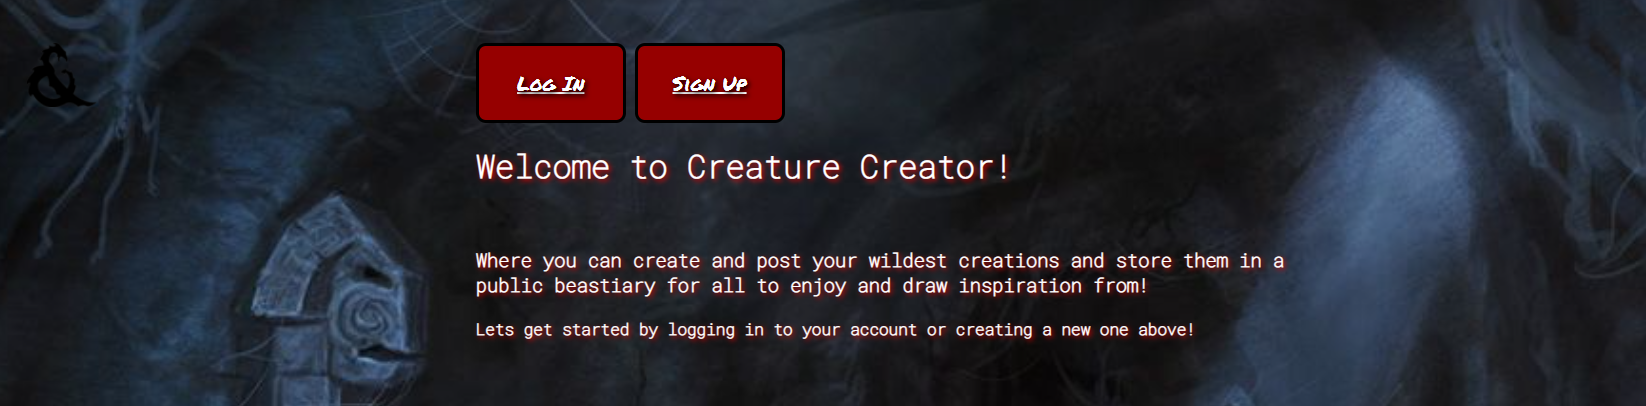 &
Log In
Sign Up
Welcome to Creature Creator!
Where you can create and post your wildest creations and store them in a
public beastiary for all to enjoy and draw inspiration from!
Lets get started by logging in to your account or creating a new one above!